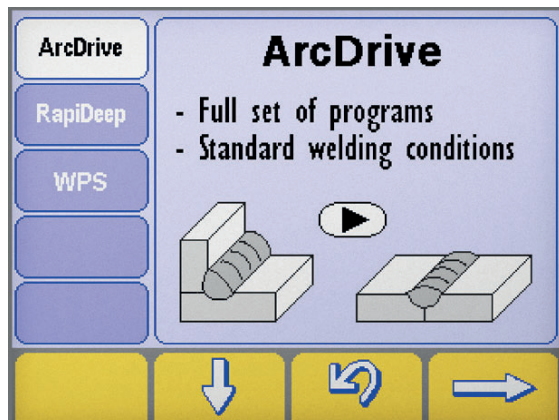 ArcDrive
RapiDeep
WPS
ArcDrive
- Full set of programs
- Standard welding conditions